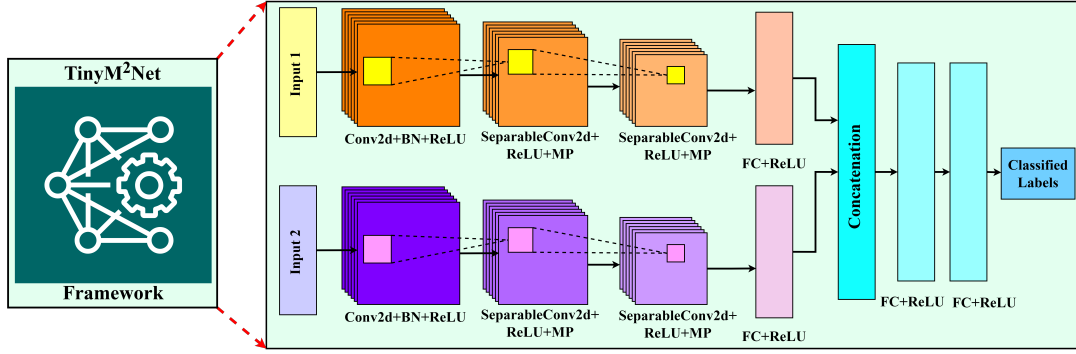 TinyM²Net
Framework
Input 1
Conv2d+BN+ReLU
SeparableConv2d+
ReLU+MP
SeparableConv2d+
ReLU+MP
FC+ReLU
Input 2
Conv2d+BN+ReLU
SeparableConv2d+
ReLU+MP
SeparableConv2d+
ReLU+MP
FC+ReLU
Concatenation
FC+ReLU
FC+ReLU
Classified
Labels